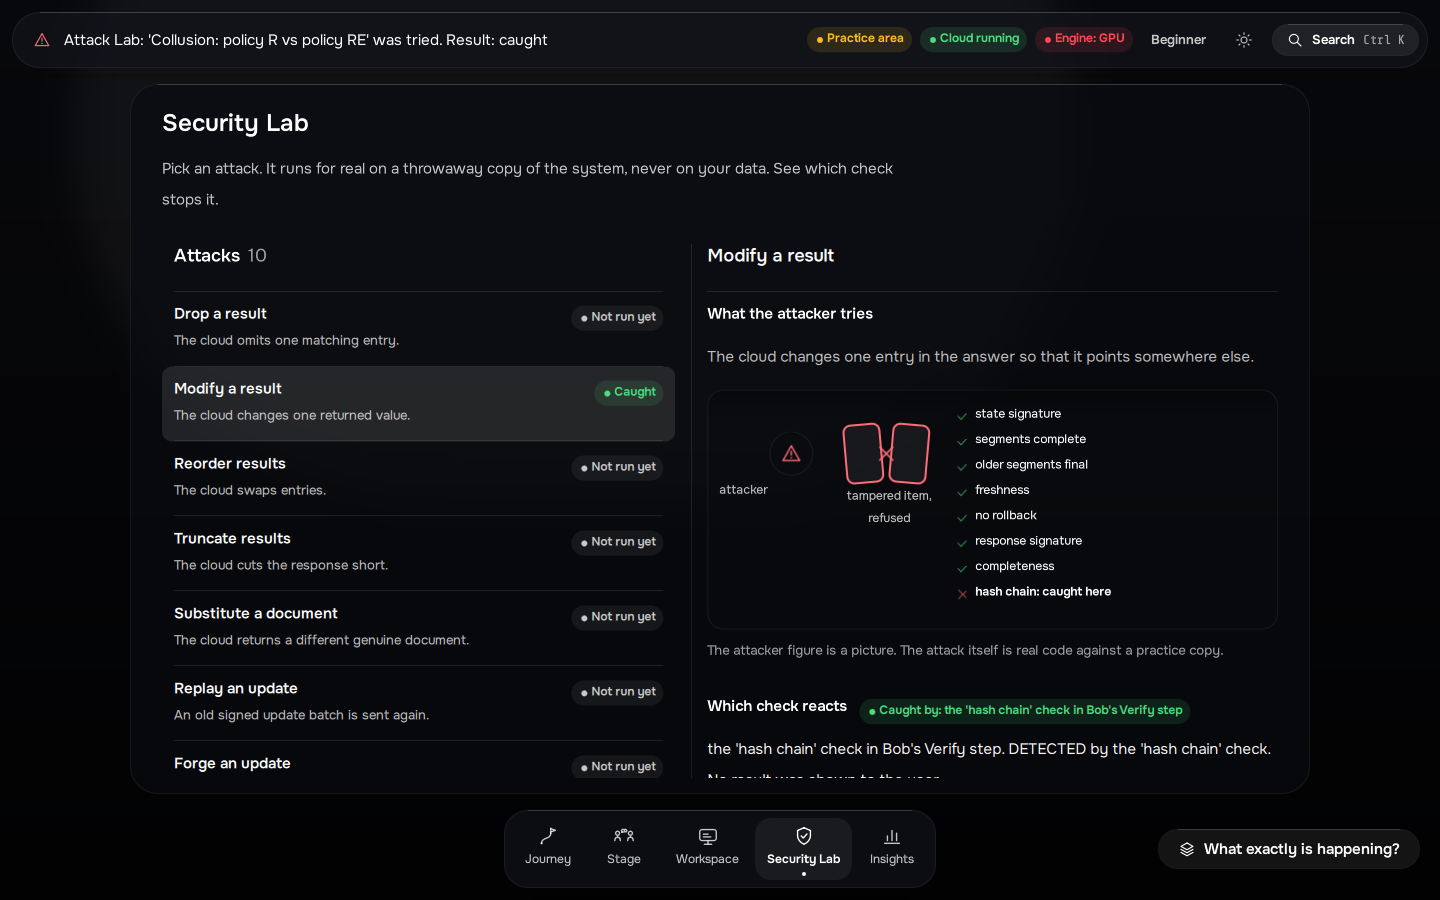 Attack Lab: 'Collusion: policy R vs policy RE' was tried. Result: caught
Practice area
Cloud running
Engine: GPU
Beginner
Search Ctrl K
Security Lab
Pick an attack. It runs for real on a throwaway copy of the system, never on your data. See which check
stops it.
Attacks 10
Drop a result
Not run yet
The cloud omits one matching entry.
Modify a result
Caught
The cloud changes one returned value.
Reorder results
Not run yet
The cloud swaps entries.
Truncate results
Not run yet
The cloud cuts the response short.
Substitute a document
Not run yet
The cloud returns a different genuine document.
Replay an update
Not run yet
An old signed update batch is sent again.
Forge an update
Not run yet
Modify a result
What the attacker tries
The cloud changes one entry in the answer so that it points somewhere else.
attacker
tampered item,
refused
state signature
segments complete
older segments final
freshness
no rollback
response signature
completeness
hash chain: caught here
The attacker figure is a picture. The attack itself is real code against a practice copy.
Which check reacts
Caught by: the 'hash chain' check in Bob's Verify step
the 'hash chain' check in Bob's Verify step. DETECTED by the 'hash chain' check.
No result was shown to the user.
Journey
Stage
Workspace
Security Lab
Insights
What exactly is happening?